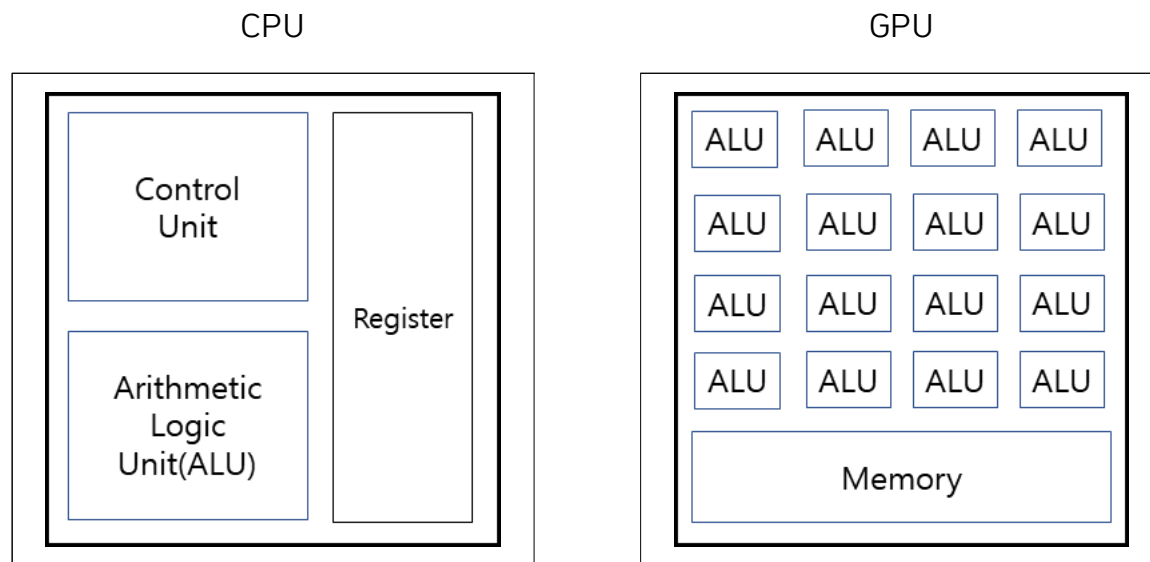 CPU
GPU
Control
Unit
Arithmetic
Logic
Unit(ALU)
Register
ALU ALU ALU ALU
ALU ALU ALU ALU
ALU ALU ALU ALU
ALU ALU ALU ALU
Memory